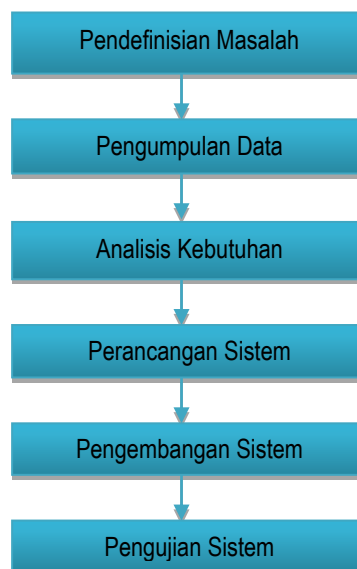 Pendefinisian Masalah
Pengumpulan Data
Analisis Kebutuhan
Perancangan Sistem
Pengembangan Sistem
Pengujian Sistem